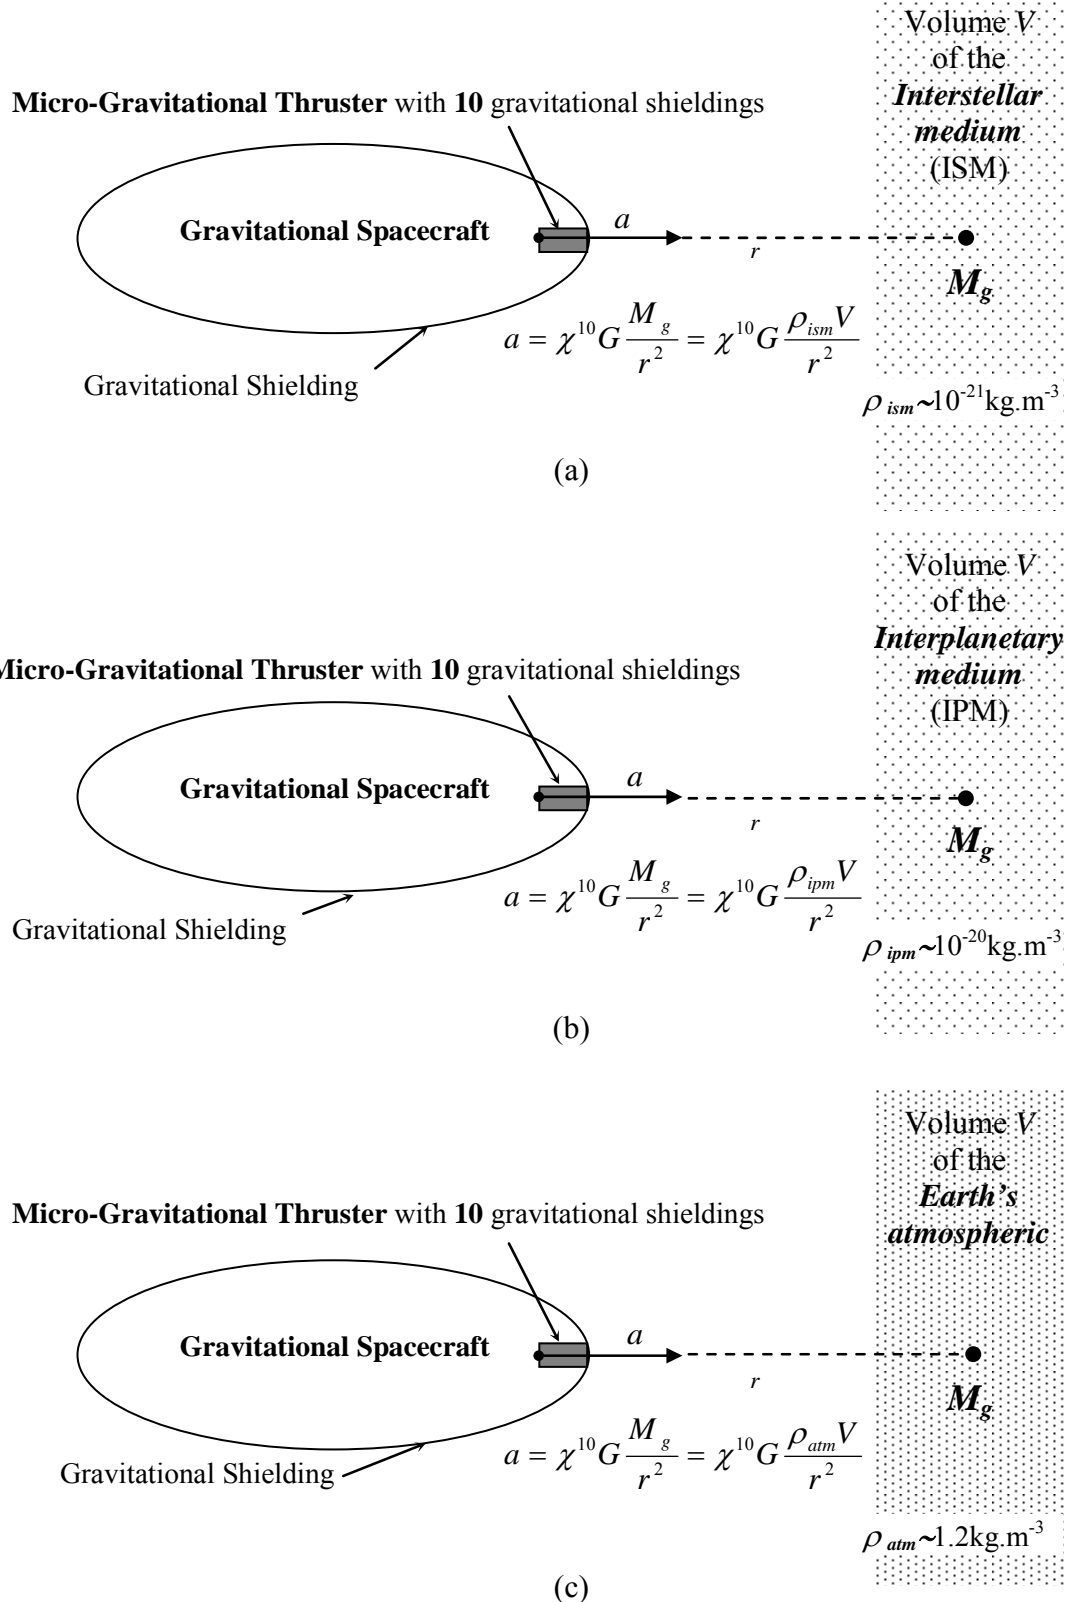 Volume V
of the
Interstellar
medium
(ISM)
Micro-Gravitational Thruster with 10 gravitational shieldings
Gravitational Spacecraft
a
r
M_g
a = χ^10 G M_g / r^2 = χ^10 G ρ_ism V / r^2
Gravitational Shielding
ρ_ism ~10^-21 kg.m^-3
(a)
Volume V
of the
Interplanetary
medium
(IPM)
Micro-Gravitational Thruster with 10 gravitational shieldings
Gravitational Spacecraft
a
r
M_g
a = χ^10 G M_g / r^2 = χ^10 G ρ_ipm V / r^2
Gravitational Shielding
ρ_ipm ~10^-20 kg.m^-3
(b)
Volume V
of the
Earth's
atmospheric
Micro-Gravitational Thruster with 10 gravitational shieldings
Gravitational Spacecraft
a
r
M_g
a = χ^10 G M_g / r^2 = χ^10 G ρ_atm V / r^2
Gravitational Shielding
ρ_atm ~1.2kg.m^-3
(c)